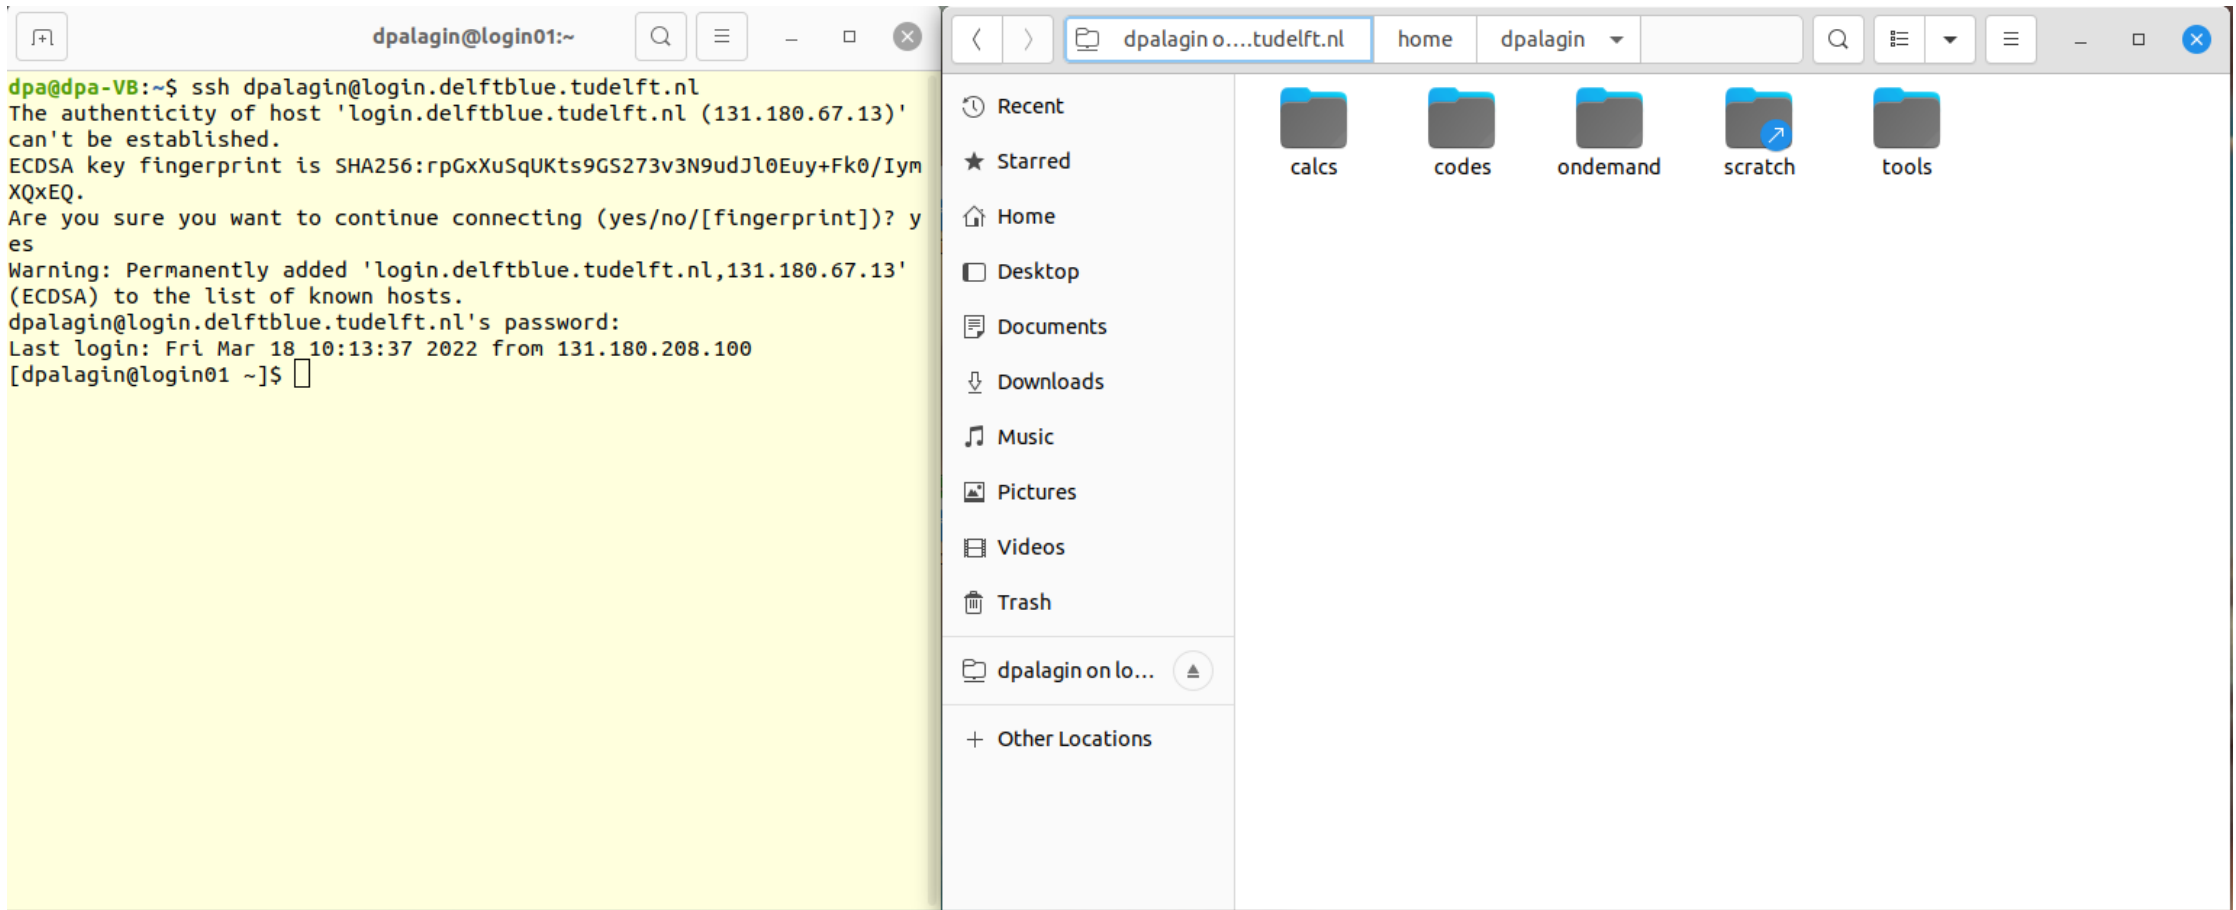 dpalagin@login01:~
dpa@dpa-VB:~$ ssh dpalagin@login.delftblue.tudelft.nl
The authenticity of host 'login.delftblue.tudelft.nl (131.180.67.13)'
can't be established.
ECDSA key fingerprint is SHA256:rpGxXuSqUKts9GS273v3N9udJl0Euy+Fk0/Iym
XQxEQ.
Are you sure you want to continue connecting (yes/no/[fingerprint])? y
es
Warning: Permanently added 'login.delftblue.tudelft.nl,131.180.67.13'
(ECDSA) to the list of known hosts.
dpalagin@login.delftblue.tudelft.nl's password:
Last login: Fri Mar 18 10:13:37 2022 from 131.180.208.100
[dpalagin@login01 ~]$
dpalagin o....tudelft.nl home dpalagin
Recent
Starred
Home
Desktop
Documents
Downloads
Music
Pictures
Videos
Trash
dpalagin on lo...
Other Locations
calcs codes ondemand scratch tools